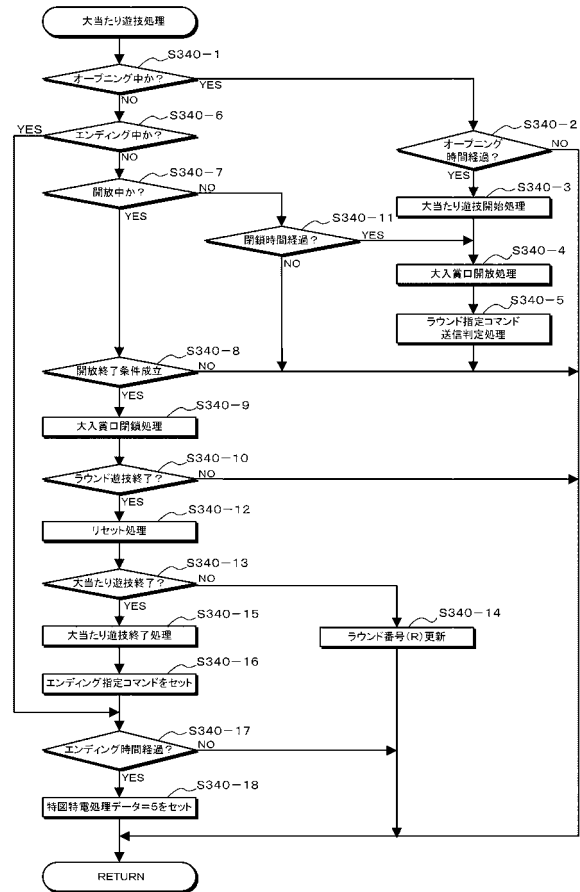 大当たり遊技処理
S340-1
オープニング中か?
YES
NO
S340-6
YES
エンディング中か?
NO
S340-2
オープニング
時間経過?
NO
YES
S340-7
開放中か?
NO
YES
S340-3
大当たり遊技開始処理
S340-11
閉鎖時間経過?
YES
NO
S340-4
大入賞口開放処理
S340-5
ラウンド指定コマンド
送信判定処理
S340-8
開放終了条件成立
NO
YES
S340-9
大入賞口閉鎖処理
S340-10
ラウンド遊技終了?
NO
YES
S340-12
リセット処理
S340-13
大当たり遊技終了?
NO
YES
S340-14
ラウンド番号(R)更新
S340-15
大当たり遊技終了処理
S340-16
エンディング指定コマンドをセット
S340-17
エンディング時間経過?
NO
YES
S340-18
特図特電処理データ=5をセット
RETURN